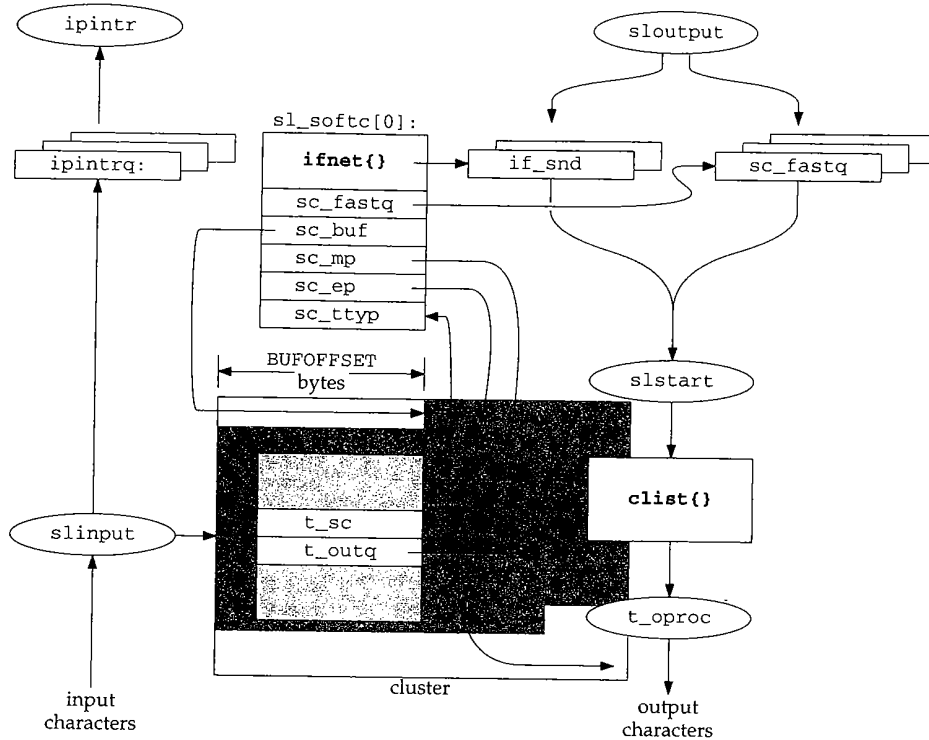 ipintr
sloutput
sl_softc[0]:
ifnet{}
ipintrq:
if_snd
sc_fastq
sc_fastq
sc_buf
sc_mp
sc_ep
sc_ttyp
BUFOFFSET
bytes
slstart
clist{}
t_sc
slinput
t_outq
t_oproc
cluster
input
characters
output
characters